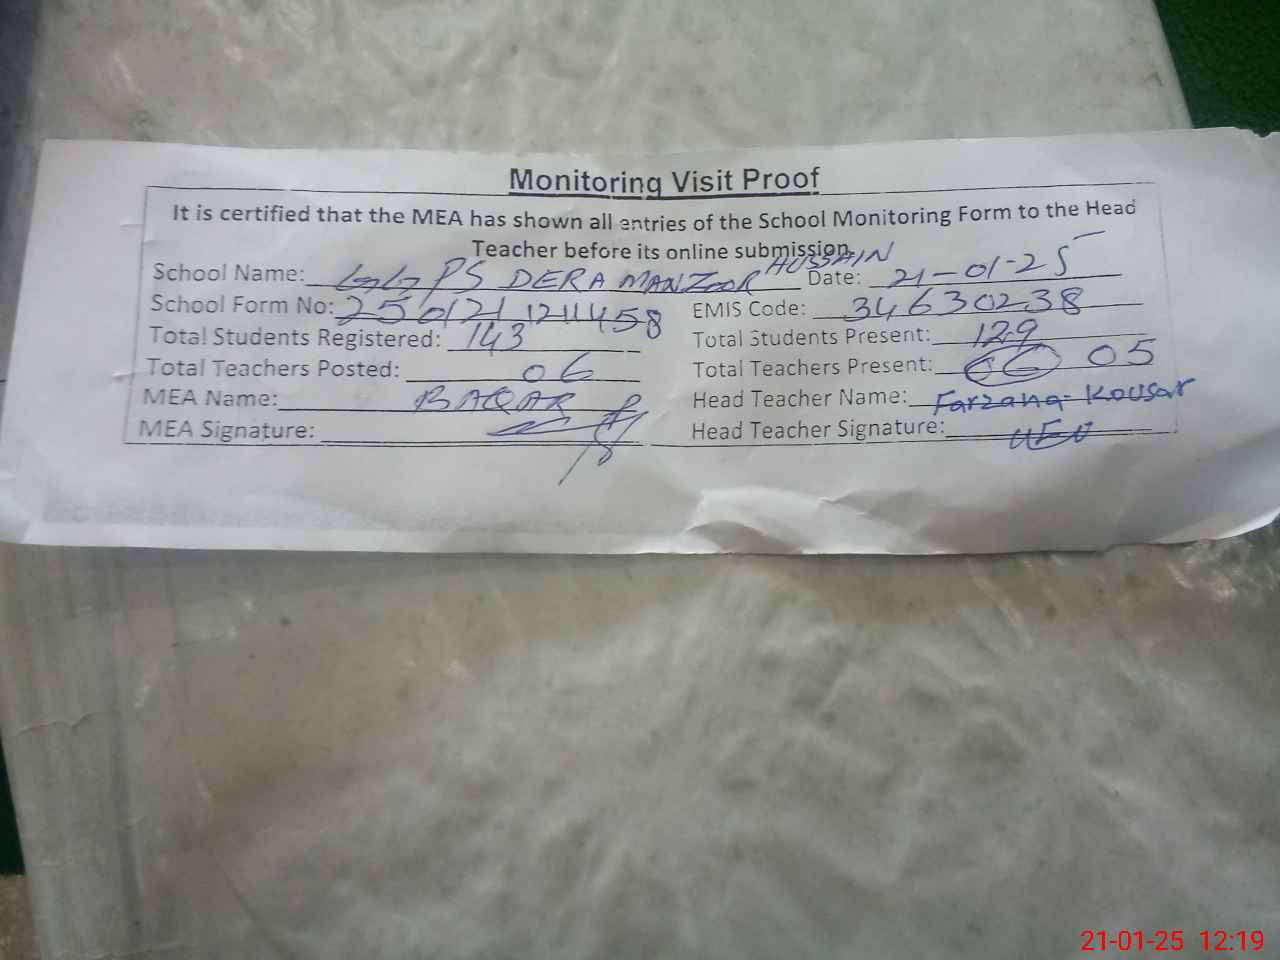 Monitoring Visit Proof
It is certified that the MEA has shown all entries of the School Monitoring Form to the Head
Teacher before its online submission.
School Name: GGPS DERA MANZOOR HUSSAIN Date: 21-01-25
School Form No: EMIS Code: 34630238
Total Students Registered: 143 Total Students Present: 129
Total Teachers Posted: 06 Total Teachers Present: 06 05
MEA Name: BAQAR Head Teacher Name: Farzana Kousar
MEA Signature: Head Teacher Signature:
21-01-25 12:19